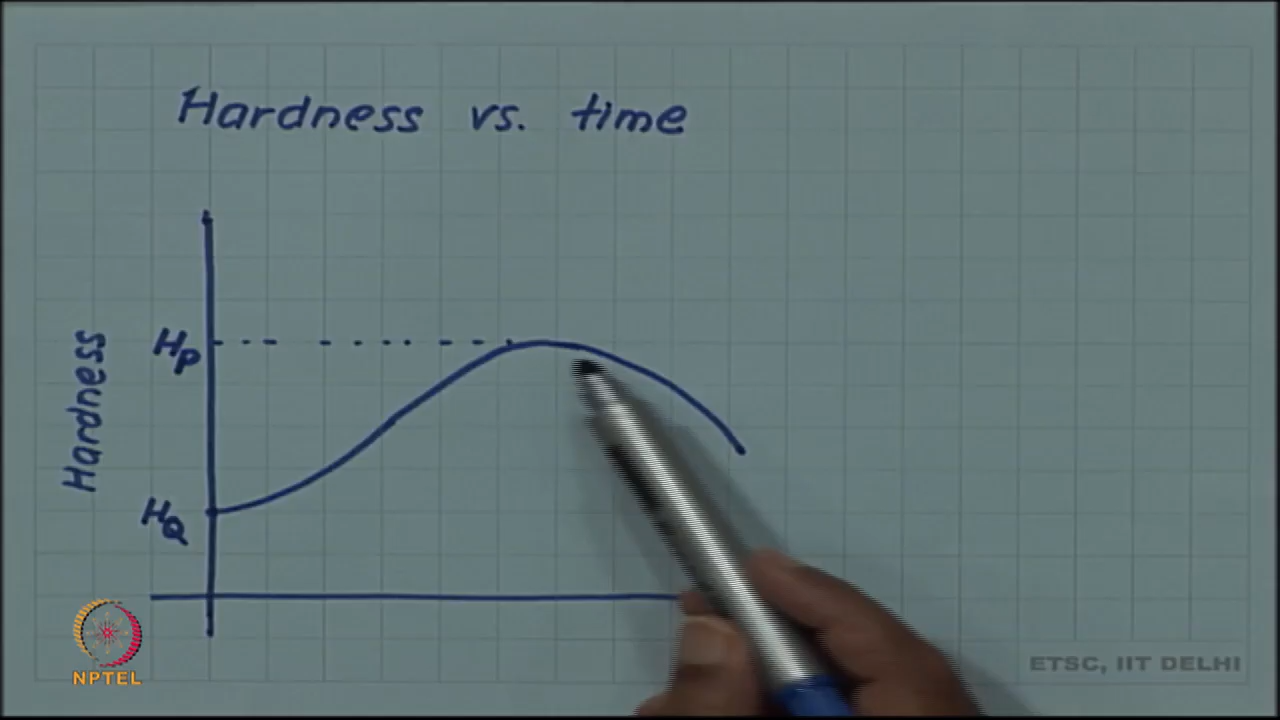 Hardness vs. time
Hardness
Hp
HQ
NPTEL
ETSC, IIT DELHI